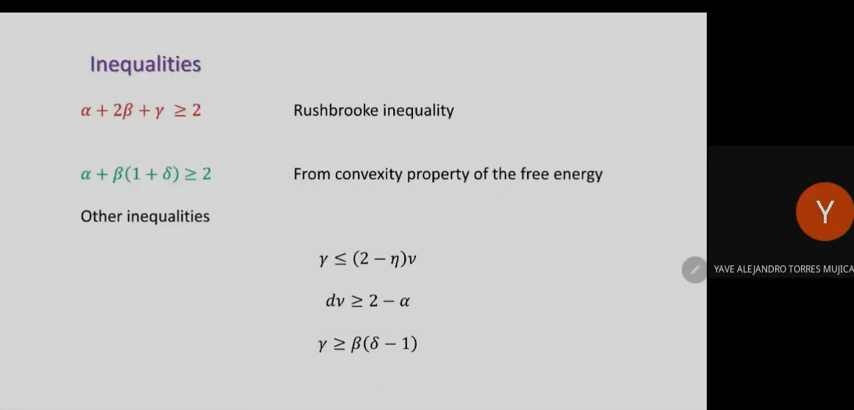 Inequalities
α + 2β + γ ≥ 2 Rushbrooke inequality
α + β(1 + δ) ≥ 2 From convexity property of the free energy
Other inequalities
γ ≤ (2 − η)ν
dν ≥ 2 − α
γ ≥ β(δ − 1)
Y
YAVE ALEJANDRO TORRES MUJICA